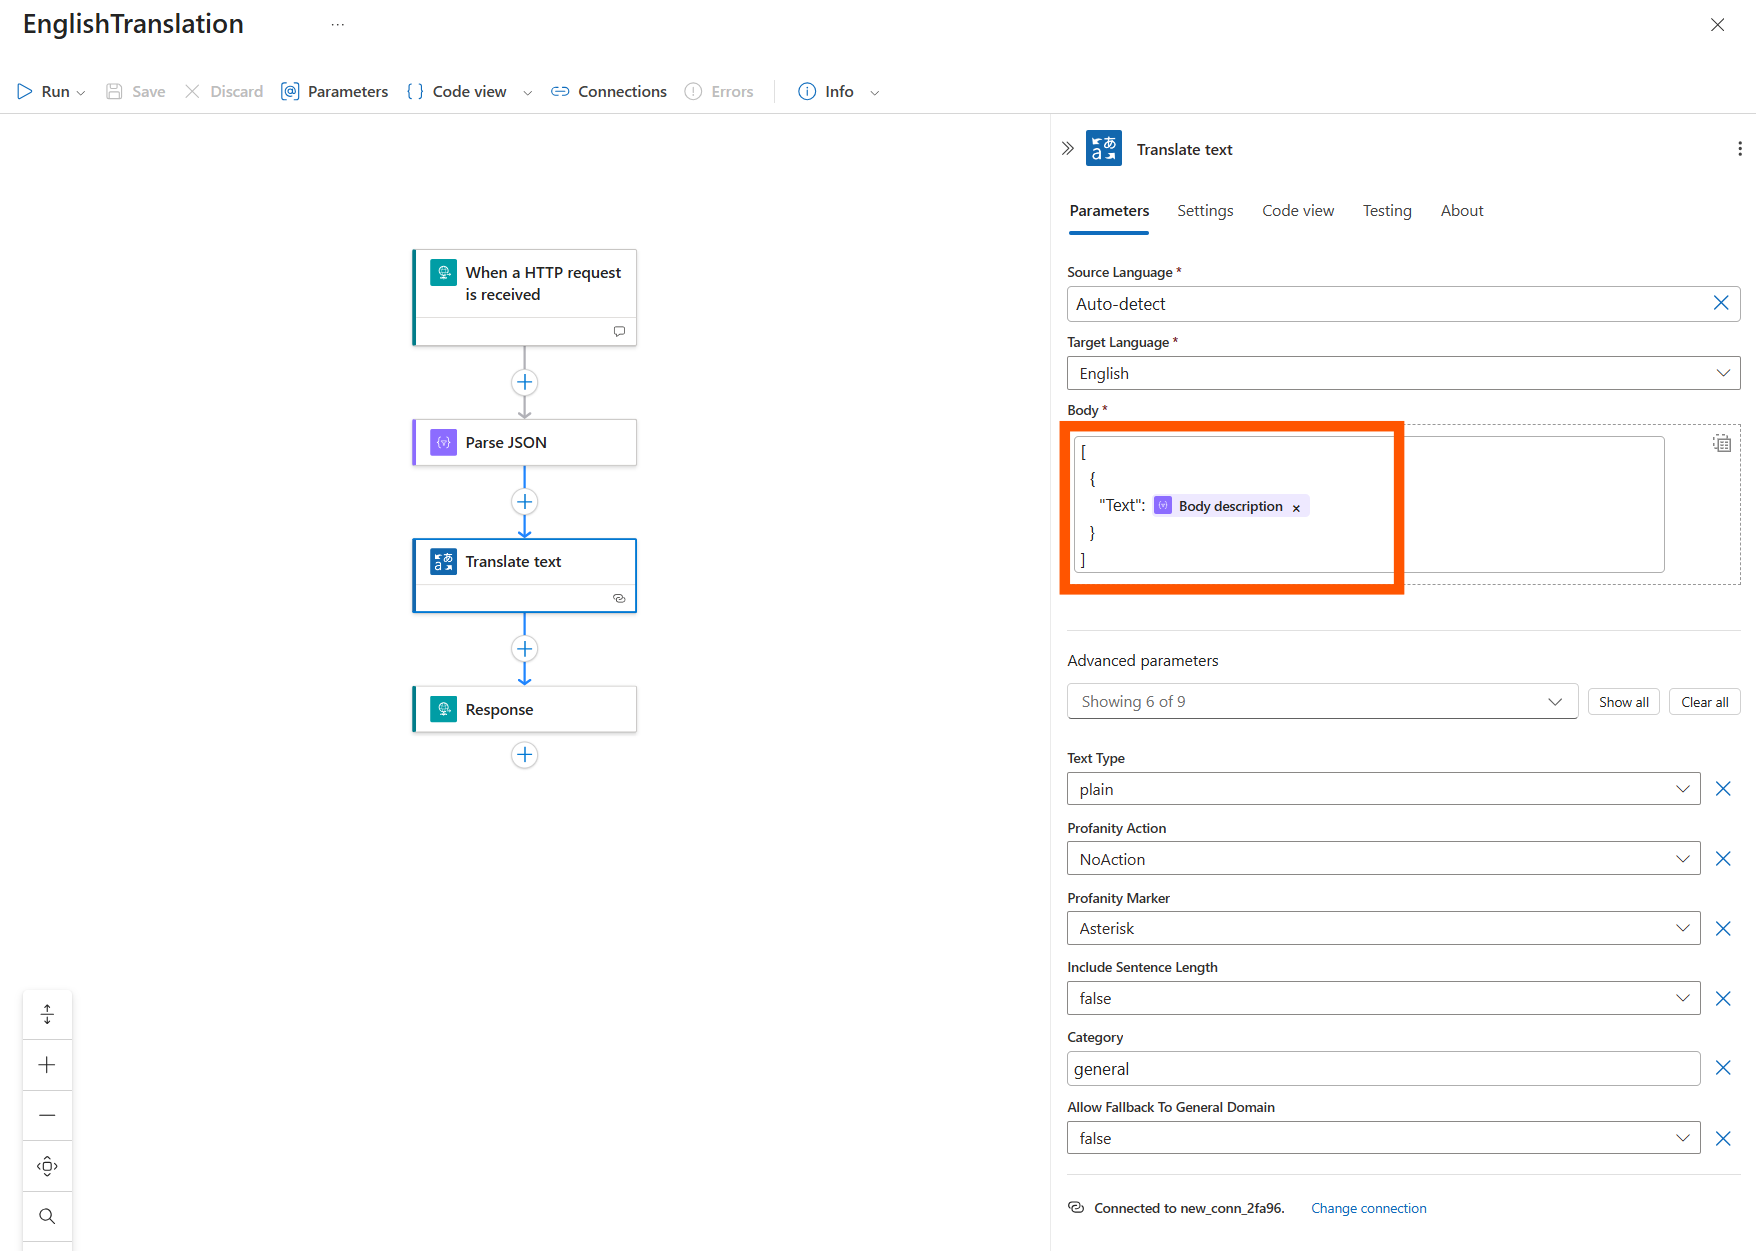 EnglishTranslation
...
Run
Save
Discard
Parameters
Code view
Connections
Errors
Info
When a HTTP request
is received
Parse JSON
Translate text
Response
Translate text
Parameters
Settings
Code view
Testing
About
Source Language *
Auto-detect
Target Language *
English
Body *
[
{
"Text": Body description ×
}
]
Advanced parameters
Showing 6 of 9
Show all
Clear all
Text Type
plain
Profanity Action
NoAction
Profanity Marker
Asterisk
Include Sentence Length
false
Category
general
Allow Fallback To General Domain
false
Connected to new_conn_2fa96.
Change connection